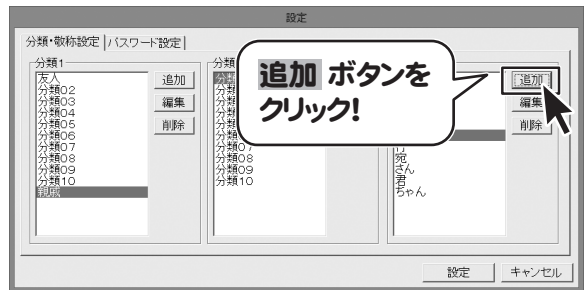 設定
分類・敬称設定
パスワード設定
分類1
友人
分類02
分類03
分類04
分類05
分類06
分類07
分類08
分類09
分類10
親戚
追加
編集
削除
分類
分類07
分類08
分類09
分類10
追加 ボタンを
クリック!
宛
さん
君
ちゃん
追加
編集
削除
設定
キャンセル